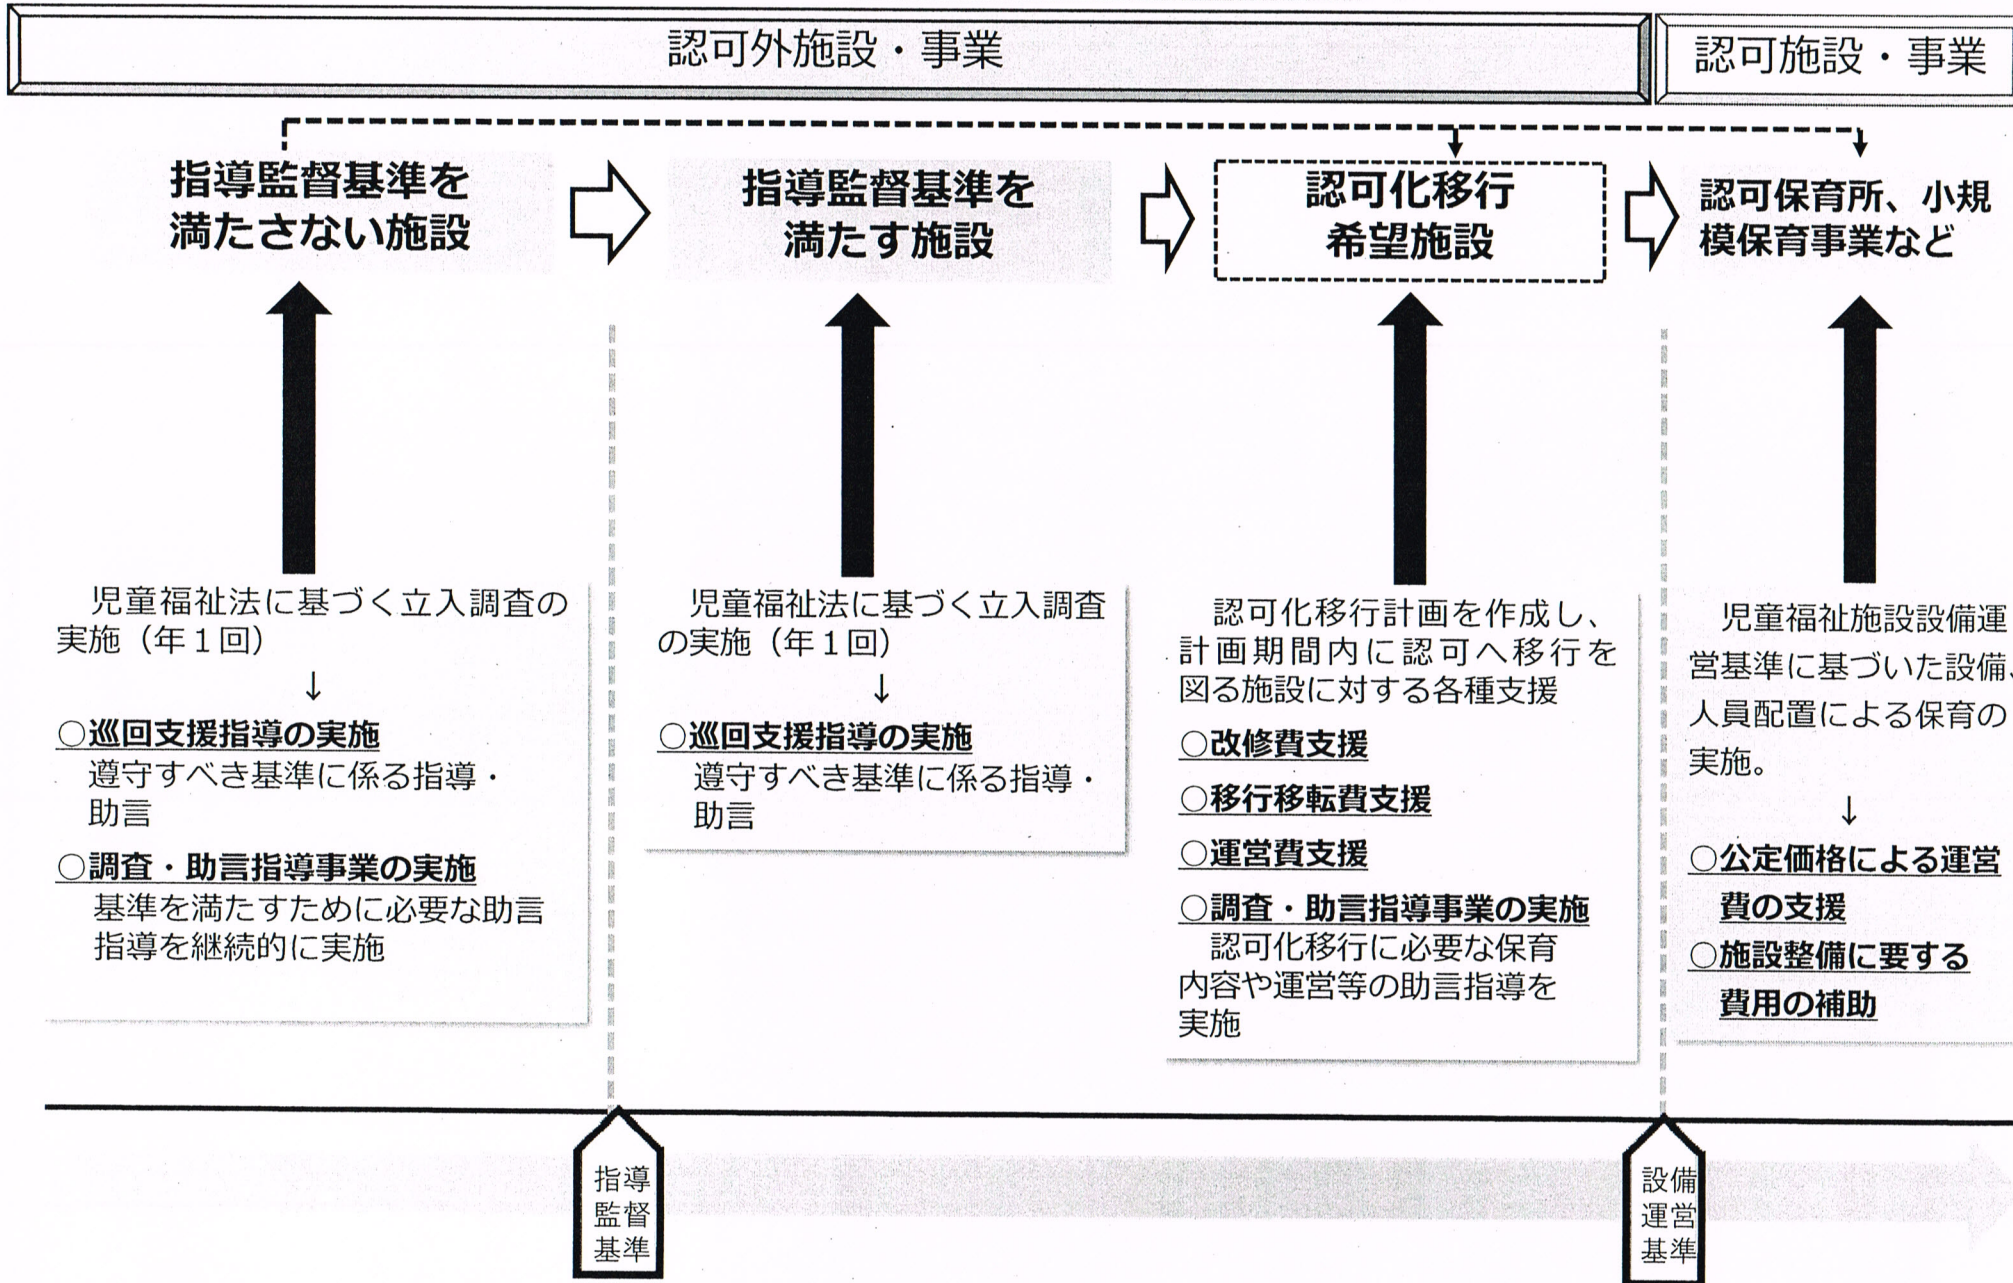 認可外施設・事業
認可施設・事業
指導監督基準を
満たさない施設
指導監督基準を
満たす施設
認可化移行
希望施設
認可保育所、小規
模保育事業など
児童福祉法に基づく立入調査の
実施（年１回）
↓
○巡回支援指導の実施
遵守すべき基準に係る指導・
助言
○調査・助言指導事業の実施
基準を満たすために必要な助言
指導を継続的に実施
児童福祉法に基づく立入調査
の実施（年１回）
↓
○巡回支援指導の実施
遵守すべき基準に係る指導・
助言
認可化移行計画を作成し、
計画期間内に認可へ移行を
図る施設に対する各種支援
○改修費支援
○移行移転費支援
○運営費支援
○調査・助言指導事業の実施
認可化移行に必要な保育
内容や運営等の助言指導を
実施
児童福祉施設設備運
営基準に基づいた設備、
人員配置による保育の
実施。
↓
○公定価格による運営
費の支援
○施設整備に要する
費用の補助
指導
監督
基準
設備
運営
基準